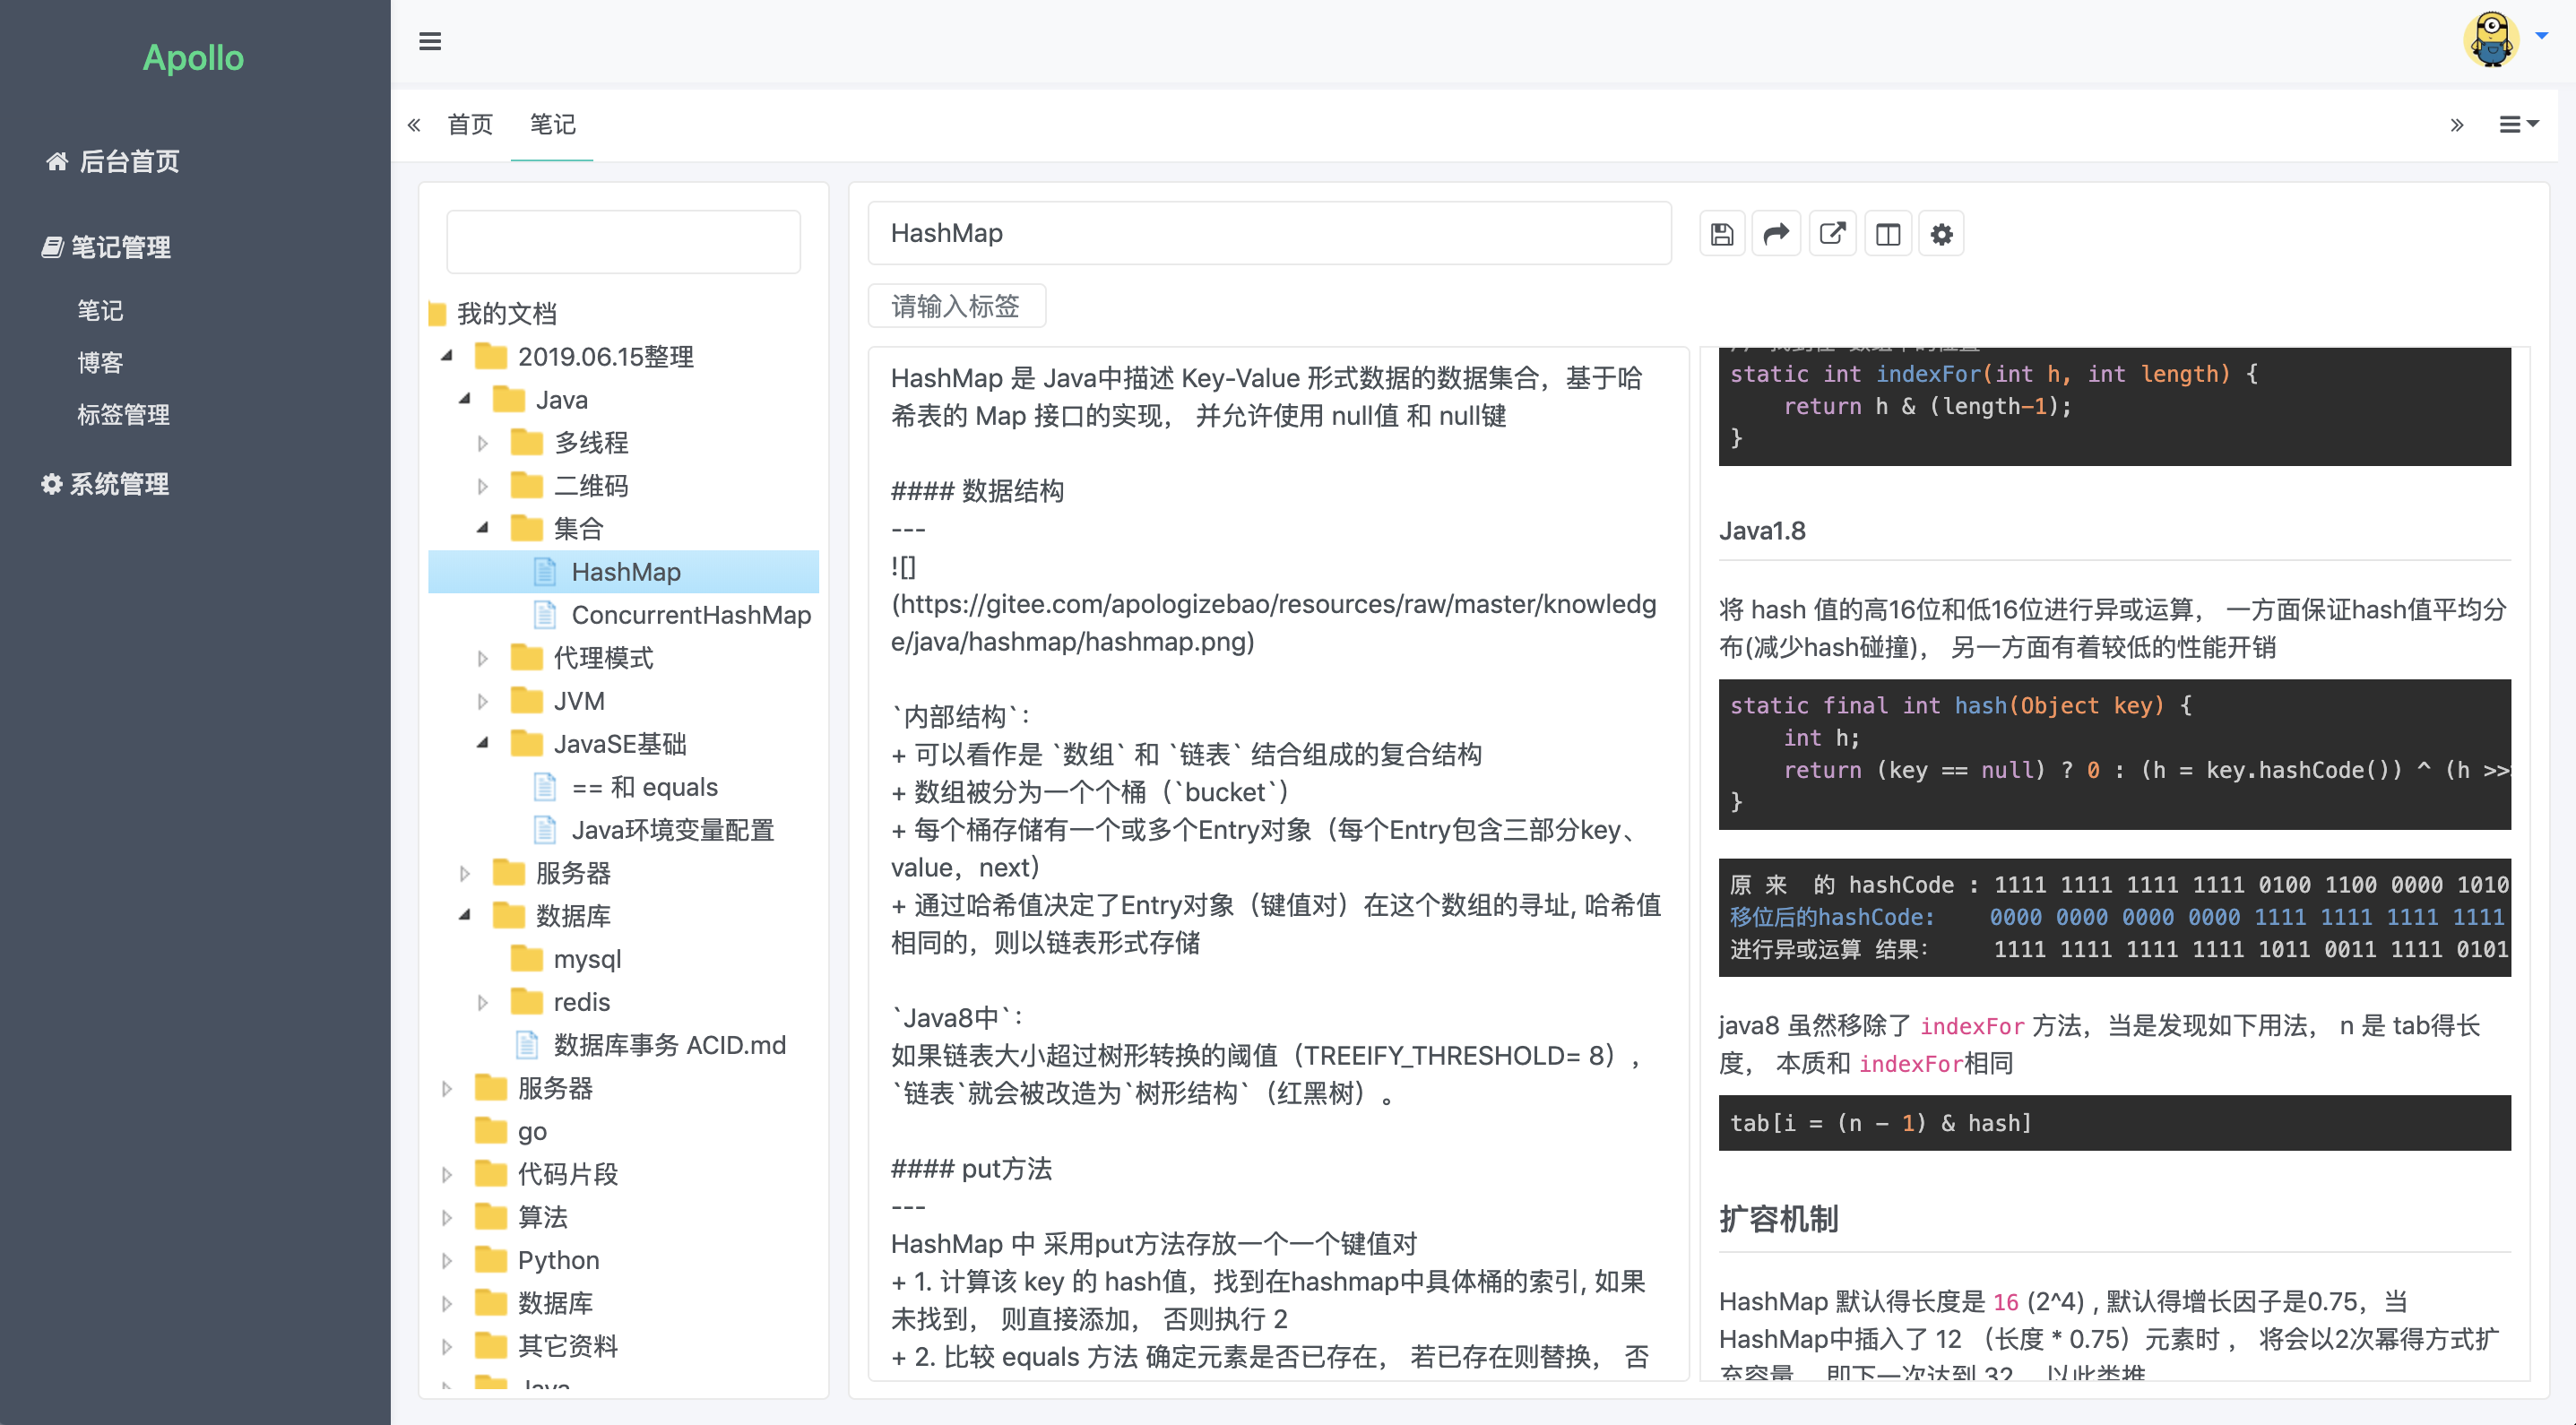 Apollo
后台首页
笔记管理
笔记
博客
标签管理
系统管理
首页
笔记
我的文档
2019.06.15整理
Java
多线程
二维码
集合
HashMap
ConcurrentHashMap
代理模式
JVM
JavaSE基础
== 和 equals
Java环境变量配置
服务器
数据库
mysql
redis
数据库事务 ACID.md
服务器
go
代码片段
算法
Python
数据库
其它资料
Java
HashMap
请输入标签
HashMap 是 Java中描述 Key-Value 形式数据的数据集合，基于哈
希表的 Map 接口的实现， 并允许使用 null值 和 null键
#### 数据结构
---
![]
(https://gitee.com/apologizebao/resources/raw/master/knowledg
e/java/hashmap/hashmap.png)
`内部结构`：
+ 可以看作是 `数组` 和 `链表` 结合组成的复合结构
+ 数组被分为一个个桶（`bucket`）
+ 每个桶存储有一个或多个Entry对象（每个Entry包含三部分key、
value，next）
+ 通过哈希值决定了Entry对象（键值对）在这个数组的寻址, 哈希值
相同的，则以链表形式存储
`Java8中`：
如果链表大小超过树形转换的阈值（TREEIFY_THRESHOLD= 8），
`链表`就会被改造为`树形结构`（红黑树）。
#### put方法
---
HashMap 中 采用put方法存放一个一个键值对
+ 1. 计算该 key 的 hash值，找到在hashmap中具体桶的索引, 如果
未找到， 则直接添加， 否则执行 2
+ 2. 比较 equals 方法 确定元素是否已存在， 若已存在则替换， 否
static int indexFor(int h, int length) {
return h & (length-1);
}
Java1.8
将 hash 值的高16位和低16位进行异或运算， 一方面保证hash值平均分
布(减少hash碰撞)， 另一方面有着较低的性能开销
static final int hash(Object key) {
int h;
return (key == null) ? 0 : (h = key.hashCode()) ^ (h >>
}
原 来 的 hashCode : 1111 1111 1111 1111 0100 1100 0000 1010
移位后的hashCode: 0000 0000 0000 0000 1111 1111 1111 1111
进行异或运算 结果: 1111 1111 1111 1111 1011 0011 1111 0101
java8 虽然移除了 indexFor 方法，当是发现如下用法， n 是 tab得长
度， 本质和 indexFor相同
tab[i = (n - 1) & hash]
扩容机制
HashMap 默认得长度是 16 (2^4) , 默认得增长因子是0.75，当
HashMap中插入了 12 （长度 * 0.75）元素时 ， 将会以2次幂得方式扩
充容量， 即下一次达到 32， 以此类推